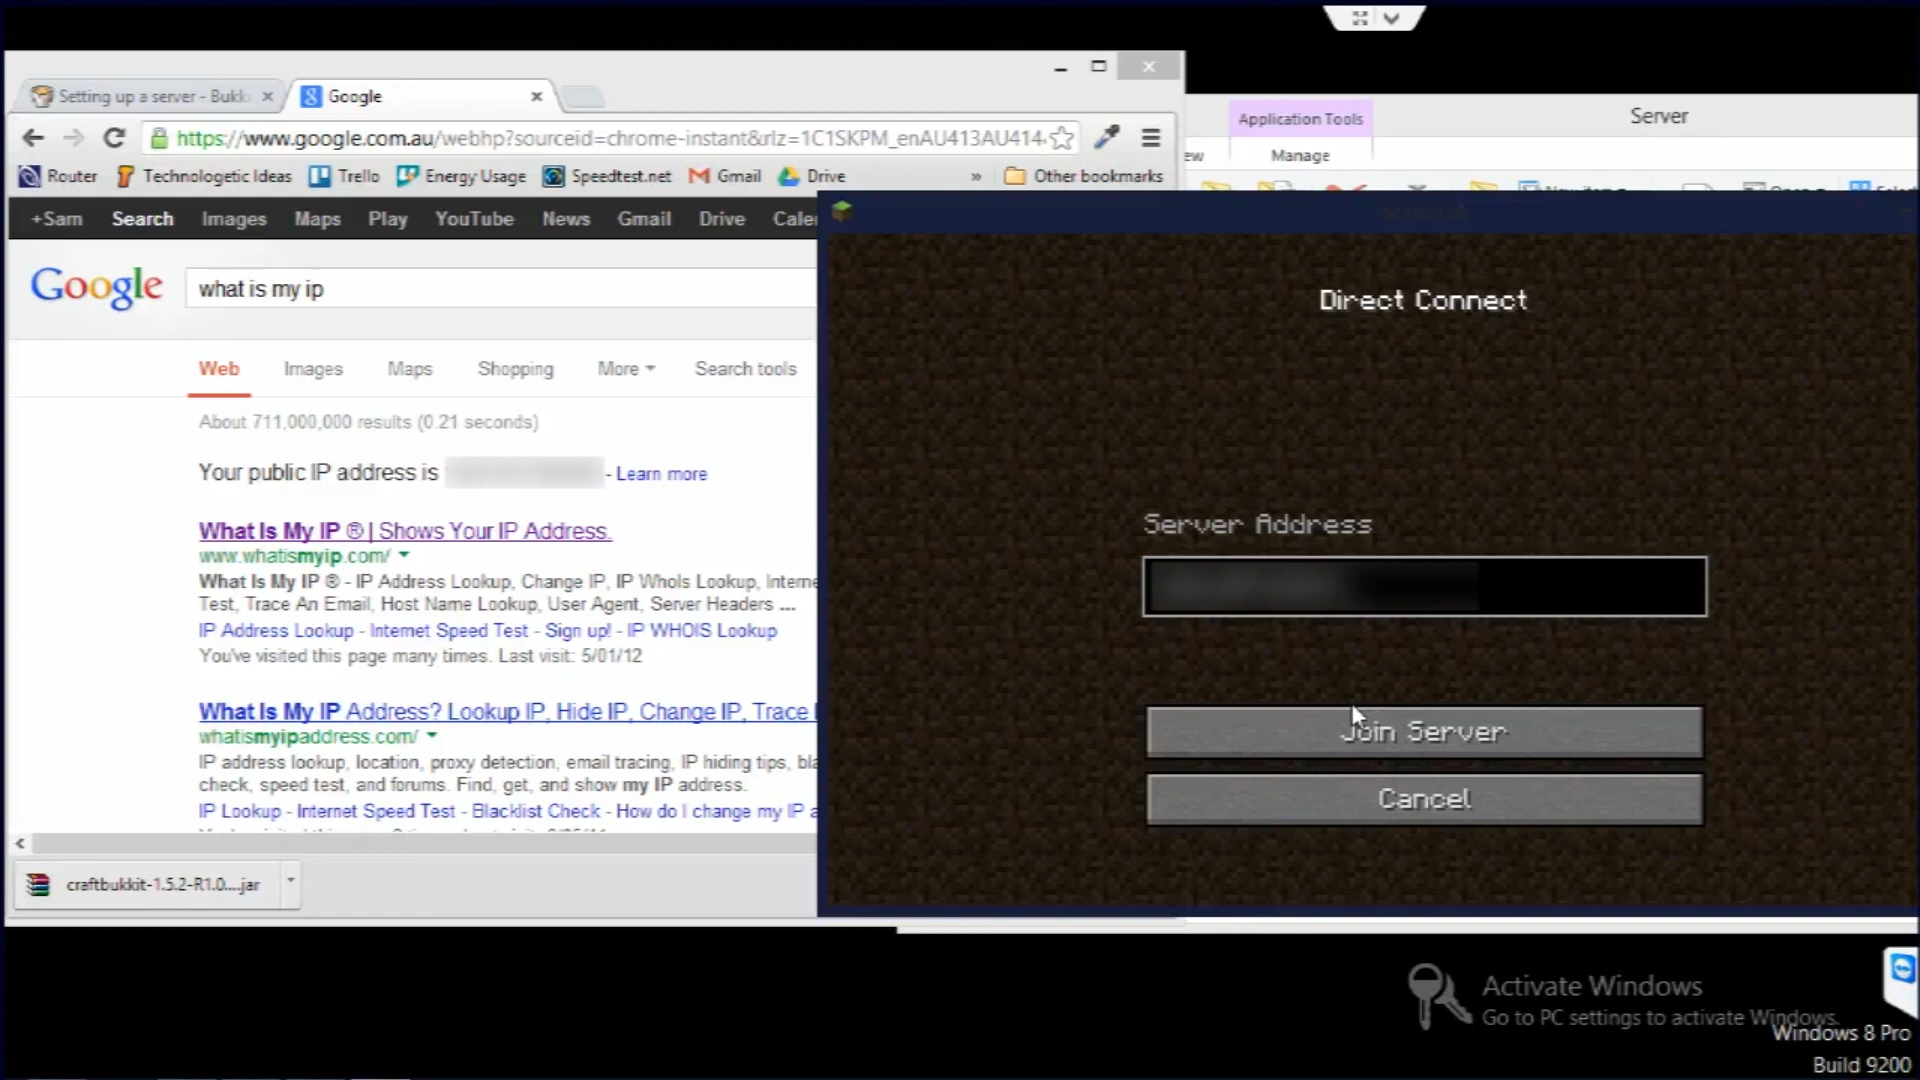 Setting up a server - Bukk
Google
https://www.google.com.au/webhp?sourceid=chrome-instant&rlz=1C1SKPM_enAU413AU414
Router
Technologetic Ideas
Trello
Energy Usage
Speedtest.net
Gmail
Drive
»
Other bookmarks
+Sam Search Images Maps Play YouTube News Gmail Drive Caler
Google
what is my ip
Web Images Maps Shopping More Search tools
About 711,000,000 results (0.21 seconds)
Your public IP address is - Learn more
What Is My IP ® | Shows Your IP Address.
www.whatismyip.com/
What Is My IP ® - IP Address Lookup, Change IP, IP WhoIs Lookup, Interne
Test, Trace An Email, Host Name Lookup, User Agent, Server Headers ...
IP Address Lookup - Internet Speed Test - Sign up! - IP WHOIS Lookup
You've visited this page many times. Last visit: 5/01/12
What Is My IP Address? Lookup IP, Hide IP, Change IP, Trace
whatismyipaddress.com/
IP address lookup, location, proxy detection, email tracing, IP hiding tips, bla
check, speed test, and forums. Find, get, and show my IP address.
IP Lookup - Internet Speed Test - Blacklist Check - How do I change my IP a
craftbukkit-1.5.2-R1.0....jar
Application Tools
Server
ew
Manage
Direct Connect
Server Address
Join Server
Cancel
Activate Windows
Go to PC settings to activate Windows.
Windows 8 Pro
Build 9200